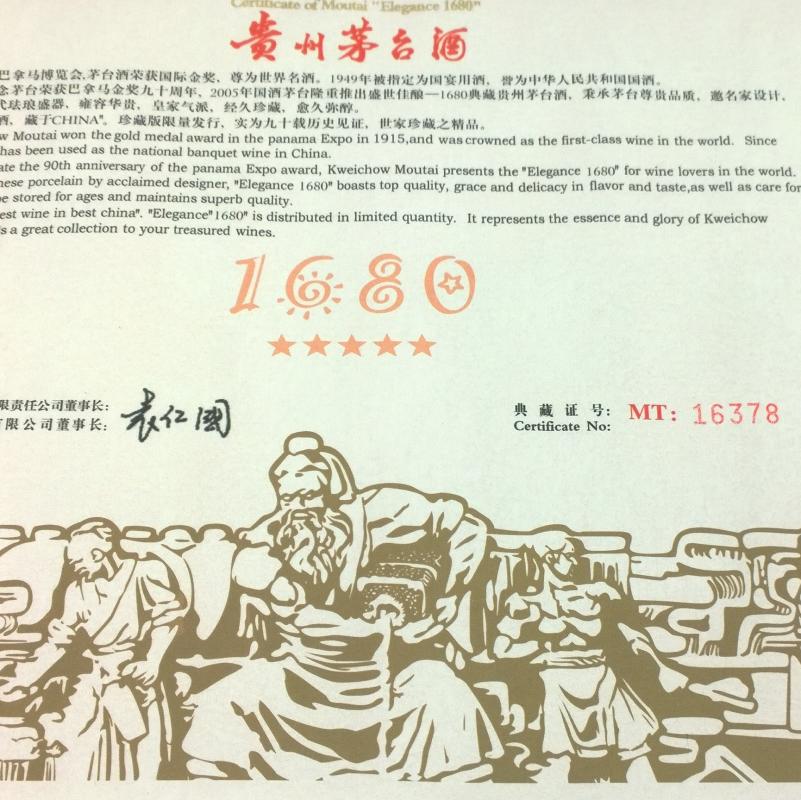 Certificate of Moutai "Elegance 1680"
贵州茅台酒
巴拿马博览会,茅台酒荣获国际金奖、尊为世界名酒。1949年被指定为国宴用酒, 誉为中华人民共和国国酒。
念茅台荣获巴拿马金奖九十周年、2005年国酒茅台隆重推出盛世佳酿—1680典藏贵州茅台酒, 秉承茅台尊贵品质、邀名家设计、
代珐琅盛器, 雍容华贵, 皇家气派, 经久珍藏, 愈久弥醇。
酒, 藏于CHINA", 珍藏版限量发行、实为九十载历史见证, 世家珍藏之精品。
w Moutai won the gold medal award in the panama Expo in 1915,and was crowned as the first-class wine in the world. Since
has been used as the national banquet wine in China.
ate the 90th anniversary of the panama Expo award, Kweichow Moutai presents the "Elegance 1680" for wine lovers in the world.
nese porcelain by acclaimed designer, "Elegance 1680" boasts top quality, grace and delicacy in flavor and taste,as well as care for
be stored for ages and maintains superb quality.
est wine in best china". "Elegance"1680" is distributed in limited quantity. It represents the essence and glory of Kweichow
s a great collection to your treasured wines.
1680
限责任公司董事长:
有限公司董事长: 袁仁國
典藏证号: MT: 16378
Certificate No: